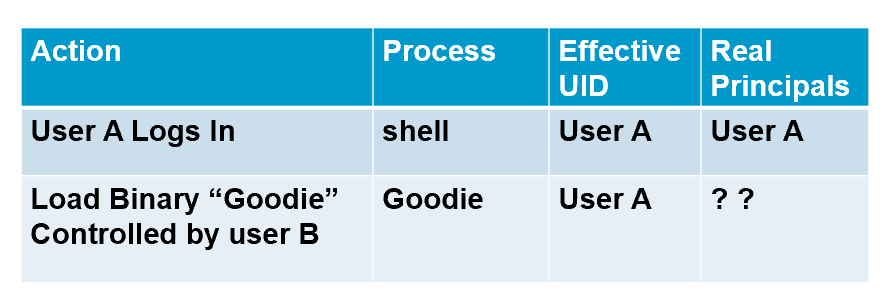 Action Process Effective UID Real Principals
User A Logs In shell User A User A
Load Binary “Goodie” Controlled by user B Goodie User A ? ?